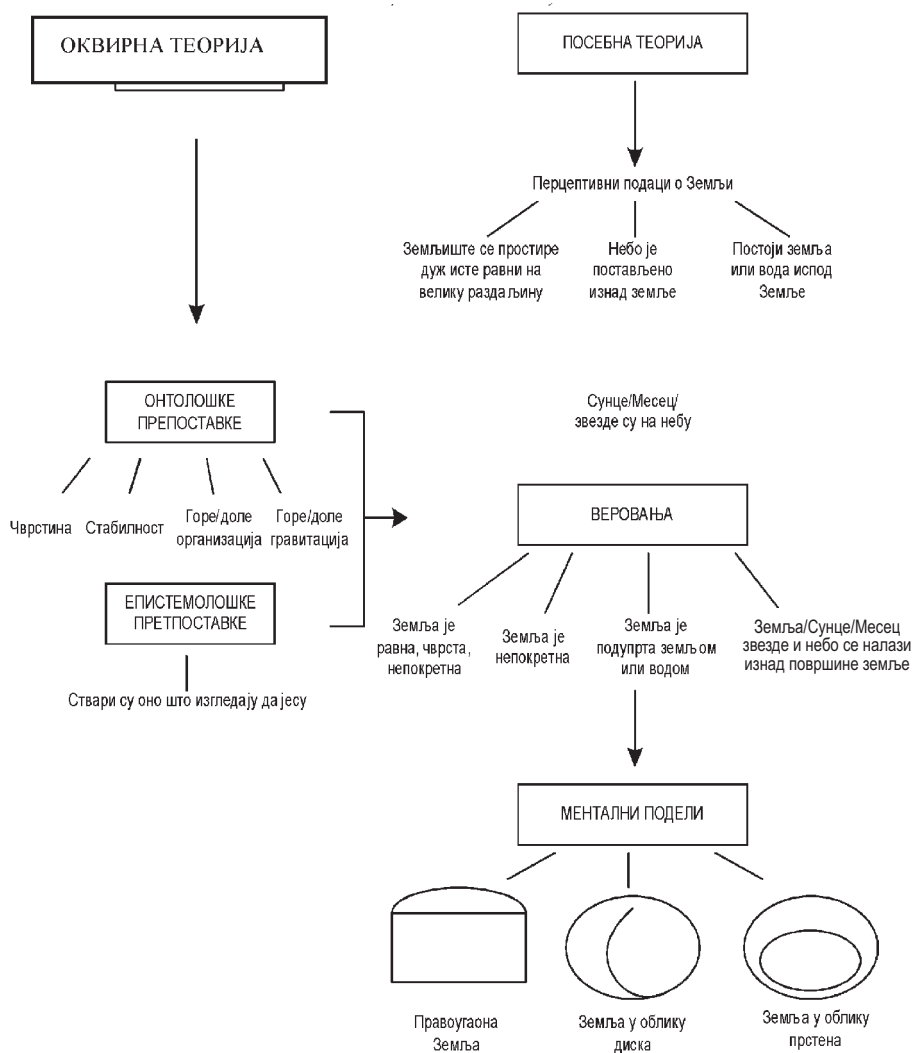 ОКВИРНА ТЕОРИЈА
ПОСЕБНА ТЕОРИЈА
Перцептивни подаци о Земљи
Земљиште се простире
дуж исте равни на
велику раздаљину
Небо је
постављено
изнад земље
Постоји земља
или вода испод
Земље
ОНТОЛОШКЕ
ПРЕПОСТАВКЕ
Чврстина
Стабилност
Горе/доле
организација
Горе/доле
гравитација
Сунце/Месец/
звезде су на небу
ВЕРОВАЊА
ЕПИСТЕМОЛОШКЕ
ПРЕТПОСТАВКЕ
Ствари су оно што изгледају да јесу
Земља је
равна, чврста,
непокретна
Земља је
непокретна
Земља је
подупрта земљом
или водом
Земља/Сунце/Месец
звезде и небо се налази
изнад површине земље
МЕНТАЛНИ ПОДЕЛИ
Правоугаона
Земља
Земља у облику
диска
Земља у облику
прстена